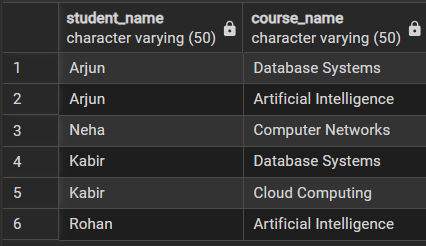 student_name course_name
character varying (50) character varying (50)
1 Arjun Database Systems
2 Arjun Artificial Intelligence
3 Neha Computer Networks
4 Kabir Database Systems
5 Kabir Cloud Computing
6 Rohan Artificial Intelligence